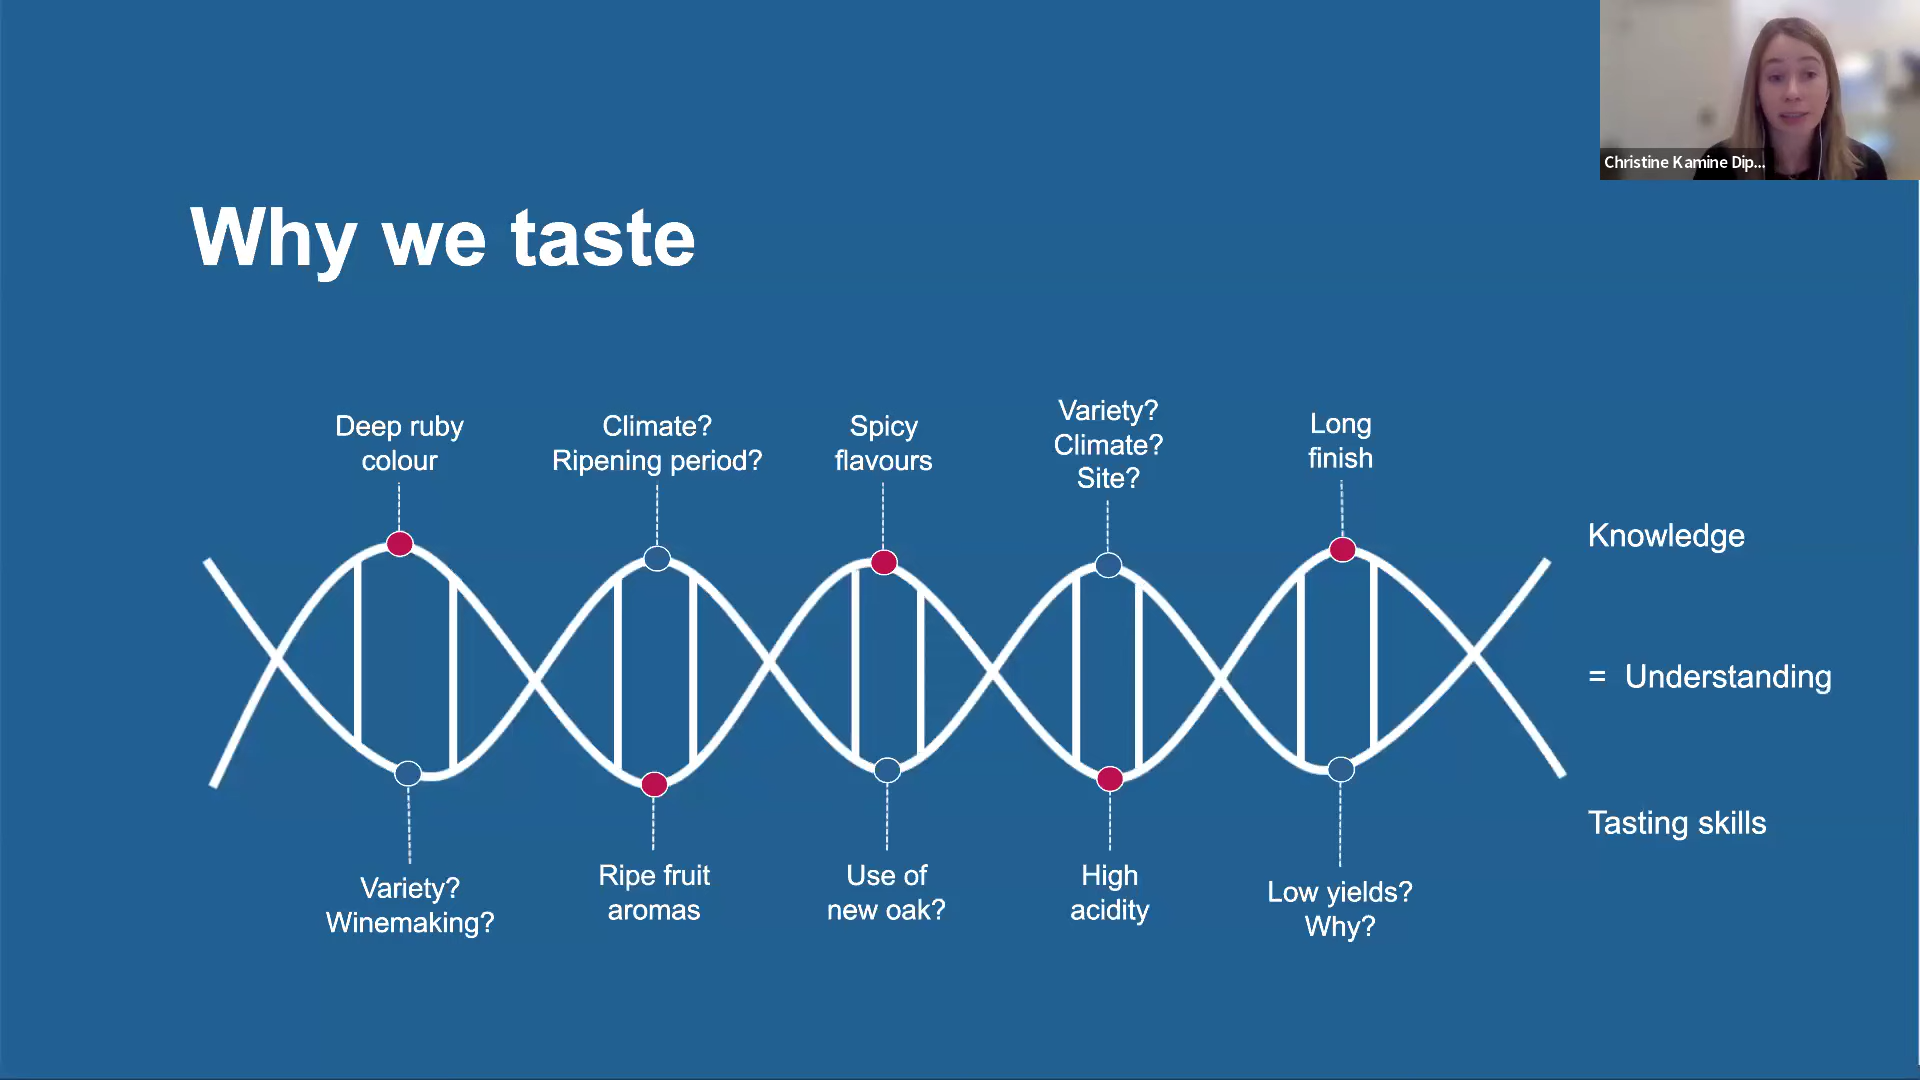 Christine Kamine Dip...
Why we taste
Deep ruby
colour
Climate?
Ripening period?
Spicy
flavours
Variety?
Climate?
Site?
Long
finish
Knowledge
= Understanding
Tasting skills
Variety?
Winemaking?
Ripe fruit
aromas
Use of
new oak?
High
acidity
Low yields?
Why?